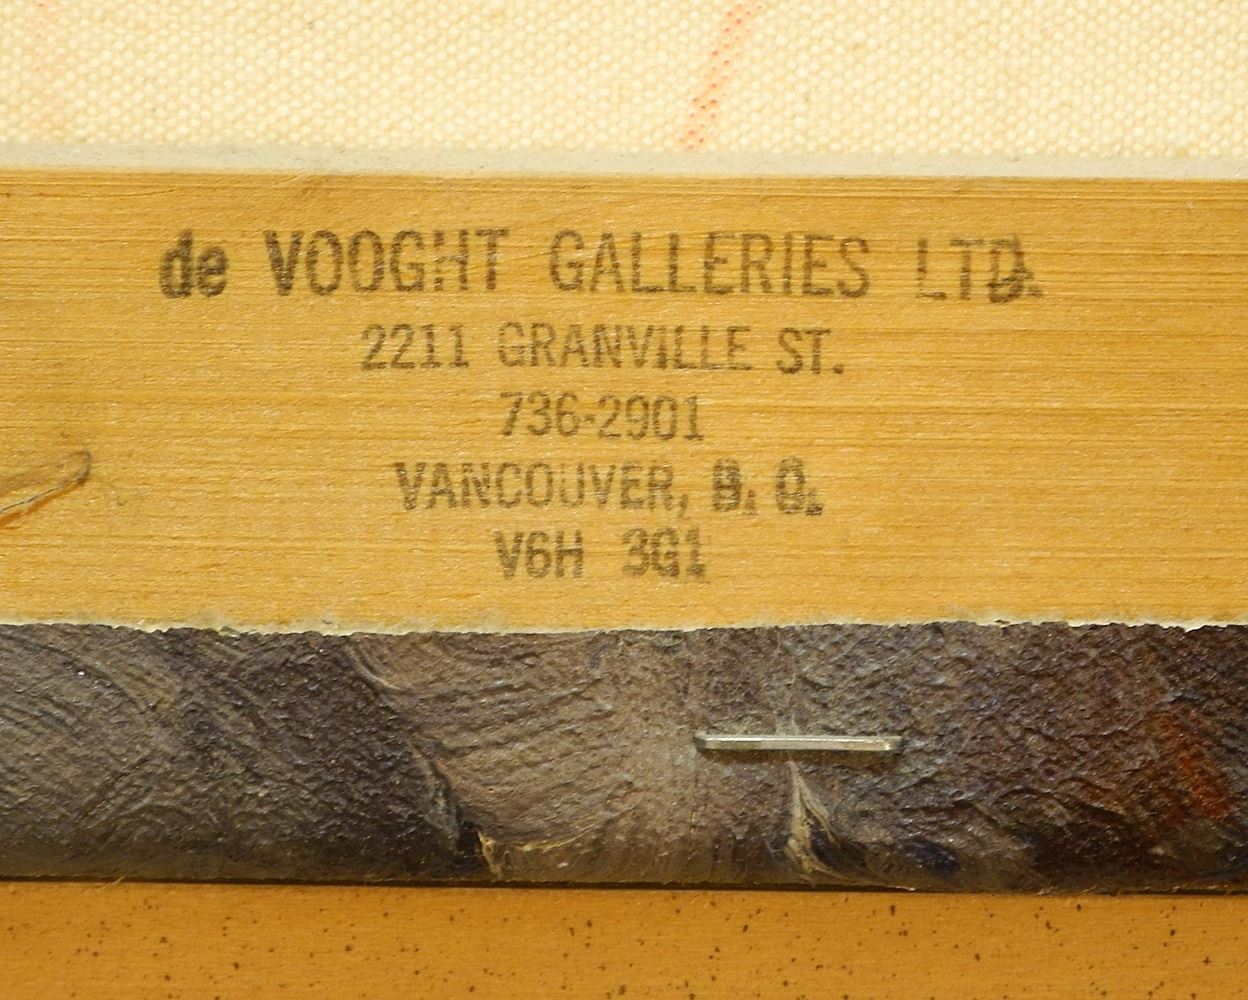 de VOOGHT GALLERIES LTD.
2211 GRANVILLE ST.
736-2901
VANCOUVER, B. C.
V6H 3G1